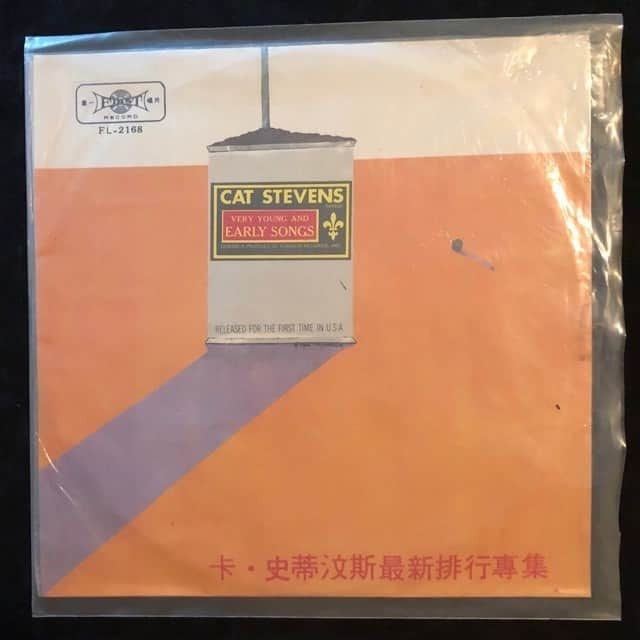 第一 FIRST 唱片
RECORD
FL-2168
CAT STEVENS
VERY YOUNG AND
EARLY SONGS
RELEASED FOR THE FIRST TIME IN U.S.A.
卡·史蒂汶斯最新排行專集